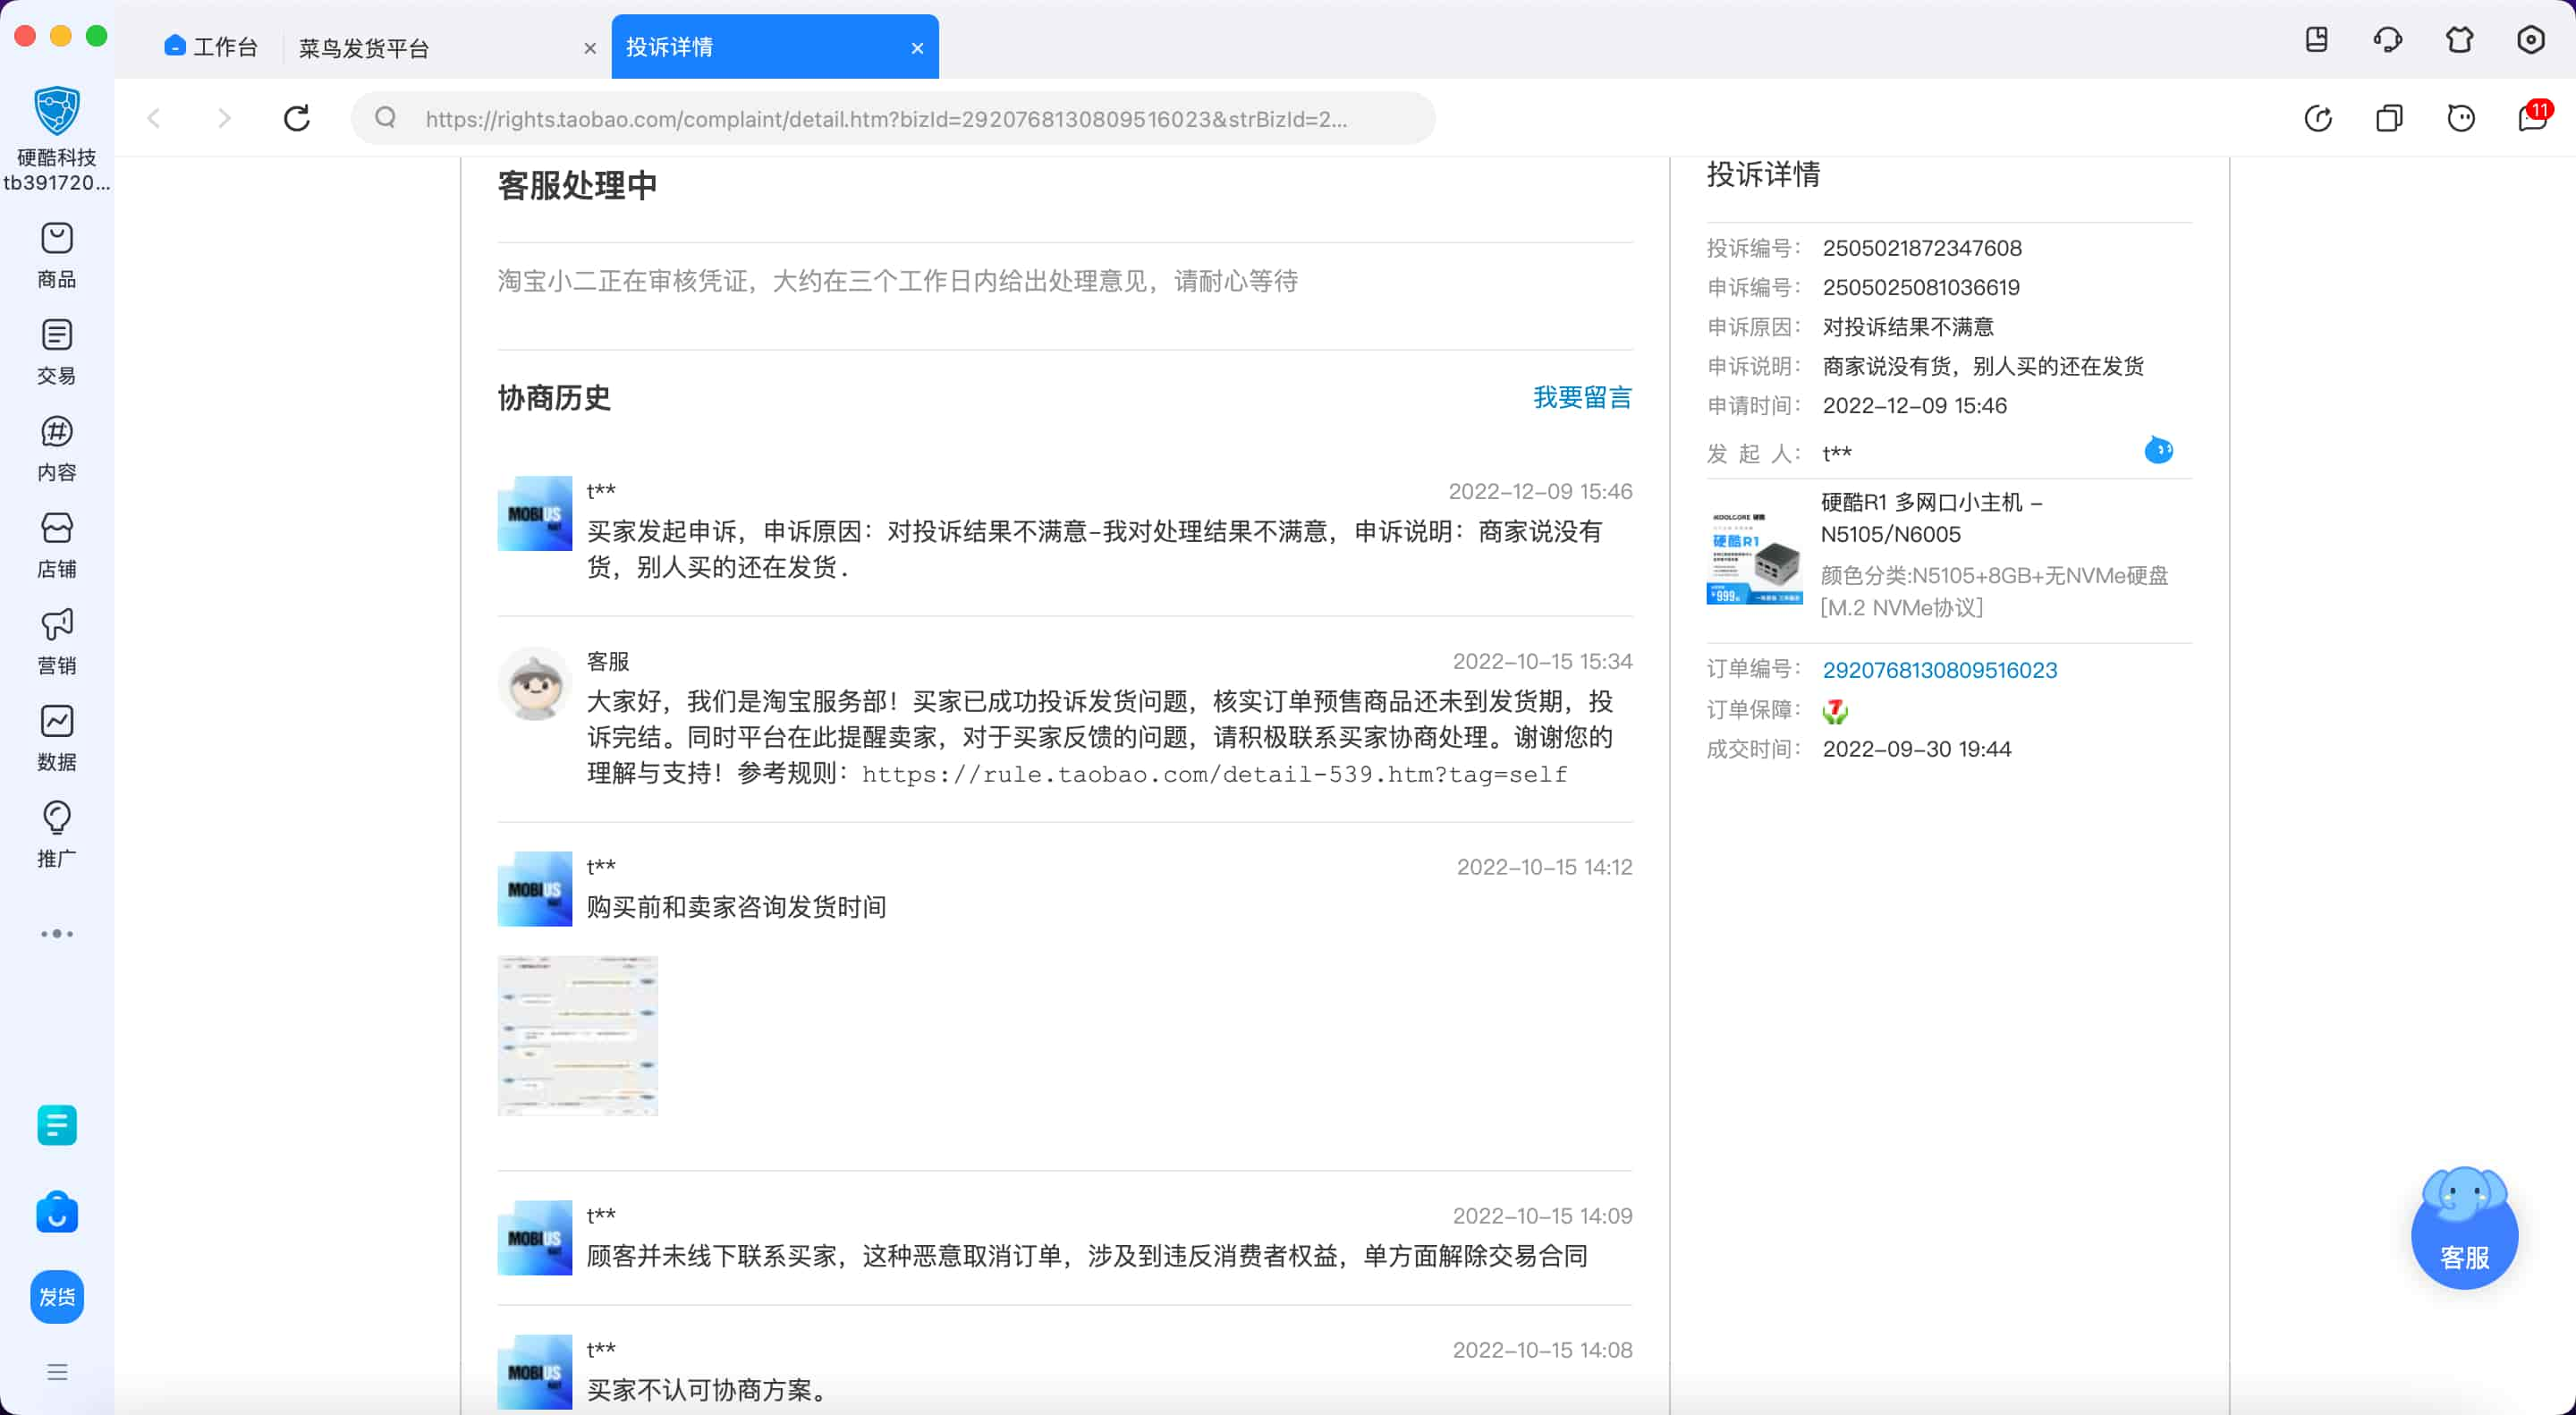 工作台
菜鸟发货平台
投诉详情
https://rights.taobao.com/complaint/detail.htm?bizId=2920768130809516023&strBizId=2...
11
硬酷科技
tb391720...
商品
交易
内容
店铺
营销
数据
推广
发货
客服处理中
淘宝小二正在审核凭证，大约在三个工作日内给出处理意见，请耐心等待
协商历史
我要留言
MOBIUS
t**
2022-12-09 15:46
买家发起申诉，申诉原因：对投诉结果不满意-我对处理结果不满意，申诉说明：商家说没有
货，别人买的还在发货.
客服
2022-10-15 15:34
大家好，我们是淘宝服务部！买家已成功投诉发货问题，核实订单预售商品还未到发货期，投
诉完结。同时平台在此提醒卖家，对于买家反馈的问题，请积极联系买家协商处理。谢谢您的
理解与支持！参考规则：https://rule.taobao.com/detail-539.htm?tag=self
MOBIUS
t**
2022-10-15 14:12
购买前和卖家咨询发货时间
MOBIUS
t**
2022-10-15 14:09
顾客并未线下联系买家，这种恶意取消订单，涉及到违反消费者权益，单方面解除交易合同
MOBIUS
t**
2022-10-15 14:08
买家不认可协商方案。
投诉详情
投诉编号： 2505021872347608
申诉编号： 2505025081036619
申诉原因： 对投诉结果不满意
申诉说明： 商家说没有货，别人买的还在发货
申请时间： 2022-12-09 15:46
发 起 人： t**
硬酷R1
¥999
硬酷R1 多网口小主机 -
N5105/N6005
颜色分类:N5105+8GB+无NVMe硬盘
[M.2 NVMe协议]
订单编号： 2920768130809516023
订单保障： 7
成交时间： 2022-09-30 19:44
客服